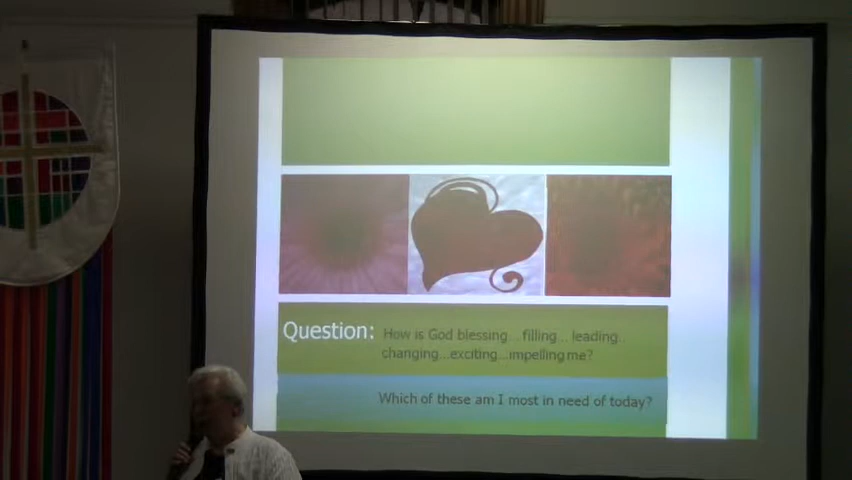 Question: How is God blessing...filling... leading
changing...exciting...impelling me?
Which of these am I most in need of today?